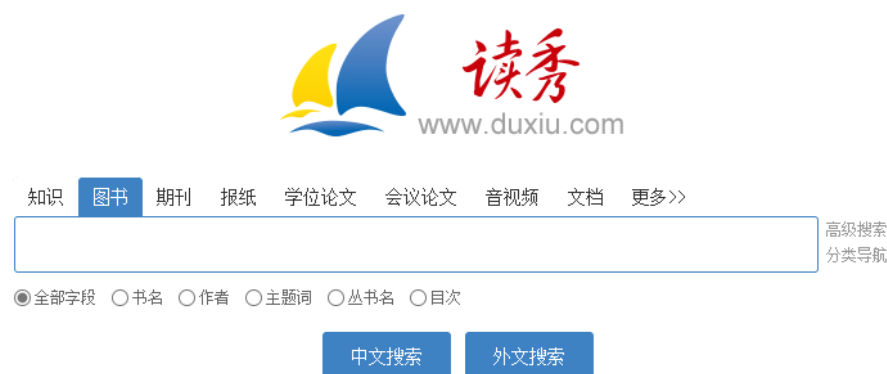 读秀
www.duxiu.com
知识 图书 期刊 报纸 学位论文 会议论文 音视频 文档 更多>>
高级搜索
分类导航
全部字段 书名 作者 主题词 丛书名 目次
中文搜索 外文搜索